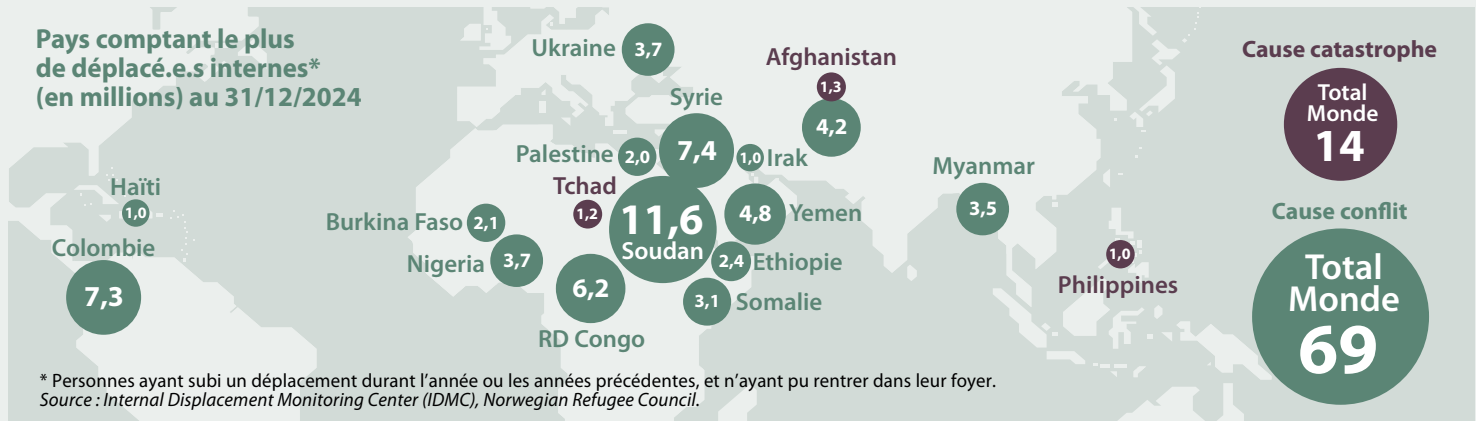 Pays comptant le plus
de déplacé.e.s internes*
(en millions) au 31/12/2024
Ukraine 3,7
Afghanistan
1,3
4,2
Syrie
7,4
Palestine 2,0
1,0 Irak
Tchad
1,2
11,6
Soudan
4,8 Yemen
Myanmar
3,5
Haïti
1,0
Colombie
7,3
Burkina Faso 2,1
Nigeria 3,7
6,2
RD Congo
2,4 Ethiopie
3,1 Somalie
1,0
Philippines
Cause catastrophe
Total
Monde
14
Cause conflit
Total
Monde
69
* Personnes ayant subi un déplacement durant l’année ou les années précédentes, et n’ayant pu rentrer dans leur foyer.
Source : Internal Displacement Monitoring Center (IDMC), Norwegian Refugee Council.